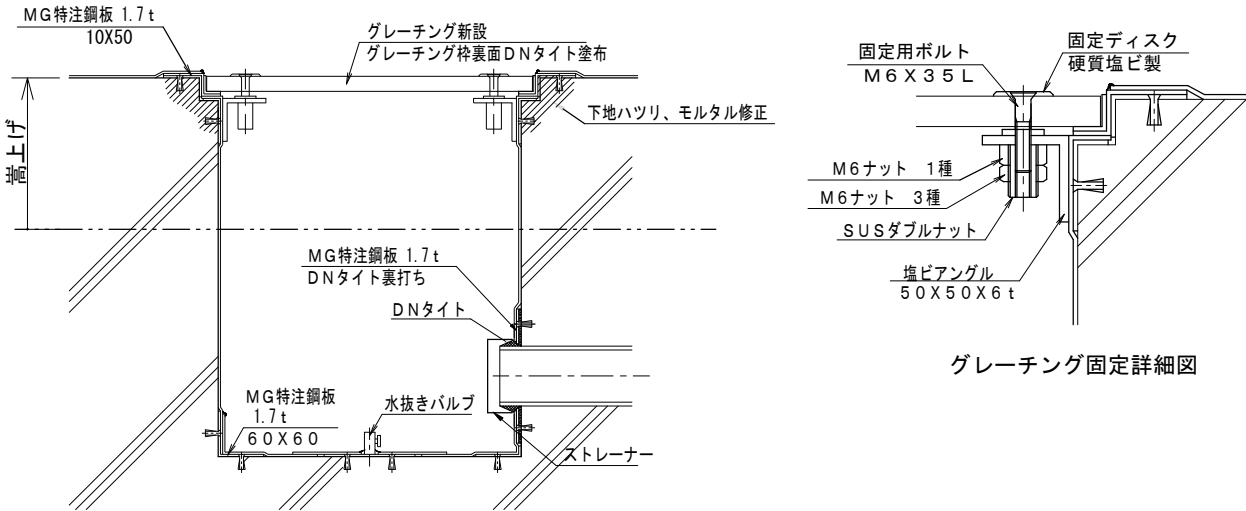 MG特注鋼板 1.7t
10X50
グレーチング新設
グレーチング枠裏面DNタイト塗布
下地ハツリ、モルタル修正
嵩上げ
MG特注鋼板 1.7t
DNタイト裏打ち
DNタイト
MG特注鋼板
1.7t
60X60
水抜きバルブ
ストレーナー
固定用ボルト
M6X35L
固定ディスク
硬質塩ビ製
M6ナット 1種
M6ナット 3種
SUSダブルナット
塩ビアングル
50X50X6t
グレーチング固定詳細図